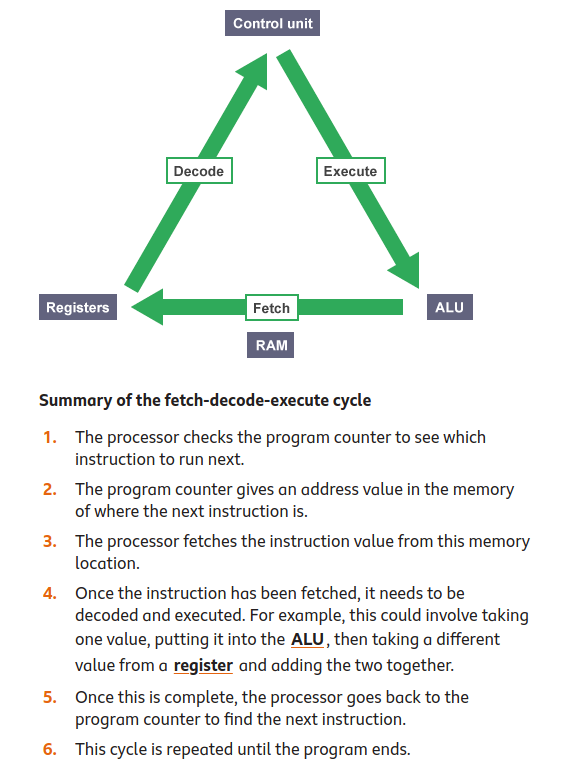 Control unit
Decode
Execute
Registers
Fetch
ALU
RAM
Summary of the fetch-decode-execute cycle
1. The processor checks the program counter to see which
instruction to run next.
2. The program counter gives an address value in the memory
of where the next instruction is.
3. The processor fetches the instruction value from this memory
location.
4. Once the instruction has been fetched, it needs to be
decoded and executed. For example, this could involve taking
one value, putting it into the ALU, then taking a different
value from a register and adding the two together.
5. Once this is complete, the processor goes back to the
program counter to find the next instruction.
6. This cycle is repeated until the program ends.